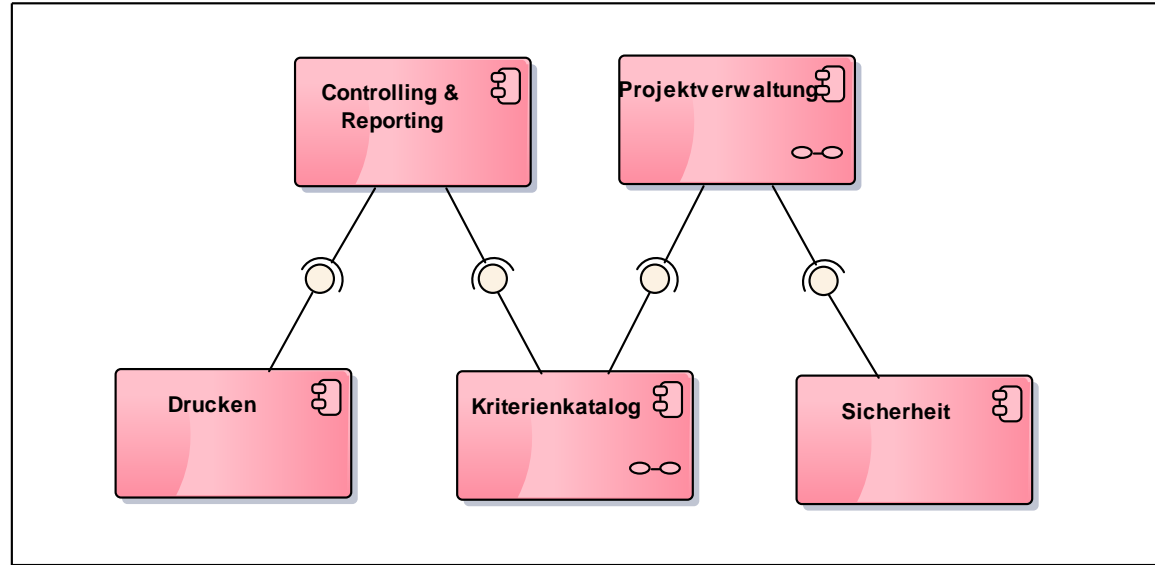 Controlling &
Reporting
Projektverwaltung
Drucken
Kriterienkatalog
Sicherheit